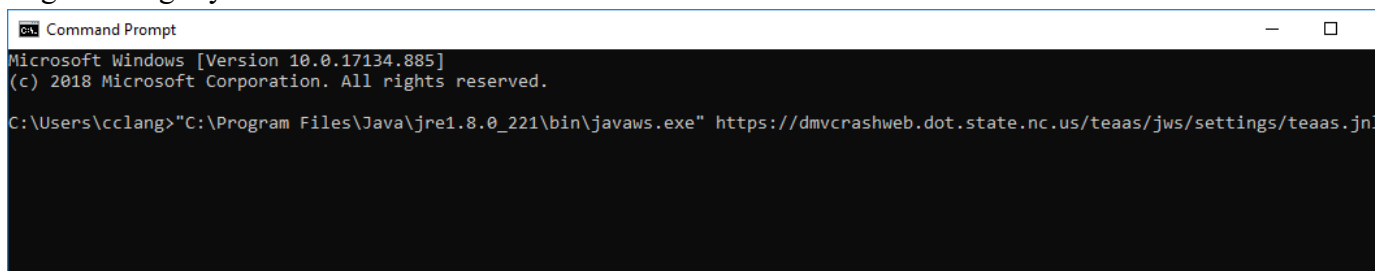 Command Prompt
Microsoft Windows [Version 10.0.17134.885]
(c) 2018 Microsoft Corporation. All rights reserved.
C:\Users\cclang>"C:\Program Files\Java\jre1.8.0_221\bin\javaws.exe" https://dmvcrashweb.dot.state.nc.us/teaas/jws/settings/teaas.jnl